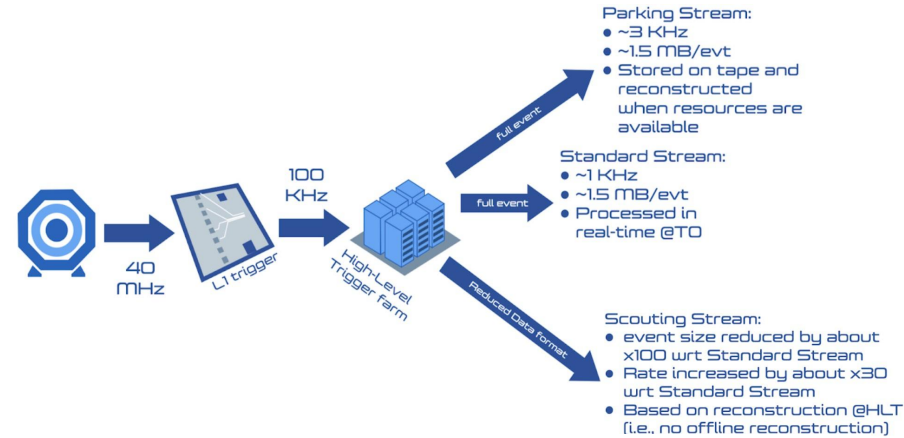 Parking Stream:
• ~3 KHz
• ~1.5 MB/evt
• Stored on tape and
reconstructed
when resources are
available
full event
Standard Stream:
• ~1 KHz
• ~1.5 MB/evt
• Processed in
real-time @T0
full event
100
KHz
40
MHz
L1 trigger
High-Level
Trigger farm
Reduced Data format
Scouting Stream:
• event size reduced by about
x100 wrt Standard Stream
• Rate increased by about x30
wrt Standard Stream
• Based on reconstruction @HLT
(i.e., no offline reconstruction)